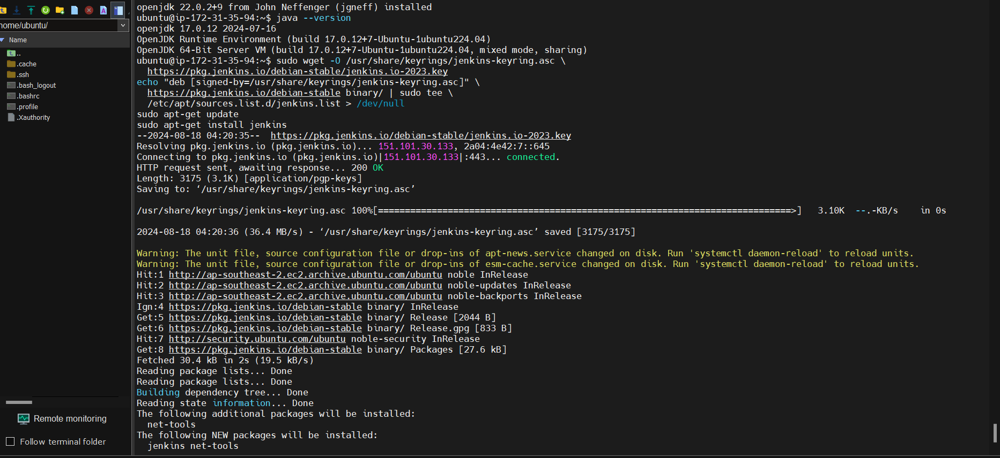 home/ubuntu/
Name
..
.cache
.ssh
.bash_logout
.bashrc
.profile
.Xauthority
Remote monitoring
Follow terminal folder
openjdk 22.0.2+9 from John Neffenger (jgneff) installed
ubuntu@ip-172-31-35-94:~$ java --version
openjdk 17.0.12 2024-07-16
OpenJDK Runtime Environment (build 17.0.12+7-Ubuntu-1ubuntu224.04)
OpenJDK 64-Bit Server VM (build 17.0.12+7-Ubuntu-1ubuntu224.04, mixed mode, sharing)
ubuntu@ip-172-31-35-94:~$ sudo wget -O /usr/share/keyrings/jenkins-keyring.asc \
  https://pkg.jenkins.io/debian-stable/jenkins.io-2023.key
echo "deb [signed-by=/usr/share/keyrings/jenkins-keyring.asc]" \
  https://pkg.jenkins.io/debian-stable binary/ | sudo tee \
  /etc/apt/sources.list.d/jenkins.list > /dev/null
sudo apt-get update
sudo apt-get install jenkins
--2024-08-18 04:20:35--  https://pkg.jenkins.io/debian-stable/jenkins.io-2023.key
Resolving pkg.jenkins.io (pkg.jenkins.io)... 151.101.30.133, 2a04:4e42:7::645
Connecting to pkg.jenkins.io (pkg.jenkins.io)|151.101.30.133|:443... connected.
HTTP request sent, awaiting response... 200 OK
Length: 3175 (3.1K) [application/pgp-keys]
Saving to: ‘/usr/share/keyrings/jenkins-keyring.asc’
/usr/share/keyrings/jenkins-keyring.asc 100%[=============================================================================>]   3.10K  --.-KB/s    in 0s
2024-08-18 04:20:36 (36.4 MB/s) - ‘/usr/share/keyrings/jenkins-keyring.asc’ saved [3175/3175]
Warning: The unit file, source configuration file or drop-ins of apt-news.service changed on disk. Run 'systemctl daemon-reload' to reload units.
Warning: The unit file, source configuration file or drop-ins of esm-cache.service changed on disk. Run 'systemctl daemon-reload' to reload units.
Hit:1 http://ap-southeast-2.ec2.archive.ubuntu.com/ubuntu noble InRelease
Hit:2 http://ap-southeast-2.ec2.archive.ubuntu.com/ubuntu noble-updates InRelease
Hit:3 http://ap-southeast-2.ec2.archive.ubuntu.com/ubuntu noble-backports InRelease
Ign:4 https://pkg.jenkins.io/debian-stable binary/ InRelease
Get:5 https://pkg.jenkins.io/debian-stable binary/ Release [2044 B]
Get:6 https://pkg.jenkins.io/debian-stable binary/ Release.gpg [833 B]
Hit:7 http://security.ubuntu.com/ubuntu noble-security InRelease
Get:8 https://pkg.jenkins.io/debian-stable binary/ Packages [27.6 kB]
Fetched 30.4 kB in 2s (19.5 kB/s)
Reading package lists... Done
Reading package lists... Done
Building dependency tree... Done
Reading state information... Done
The following additional packages will be installed:
  net-tools
The following NEW packages will be installed:
  jenkins net-tools